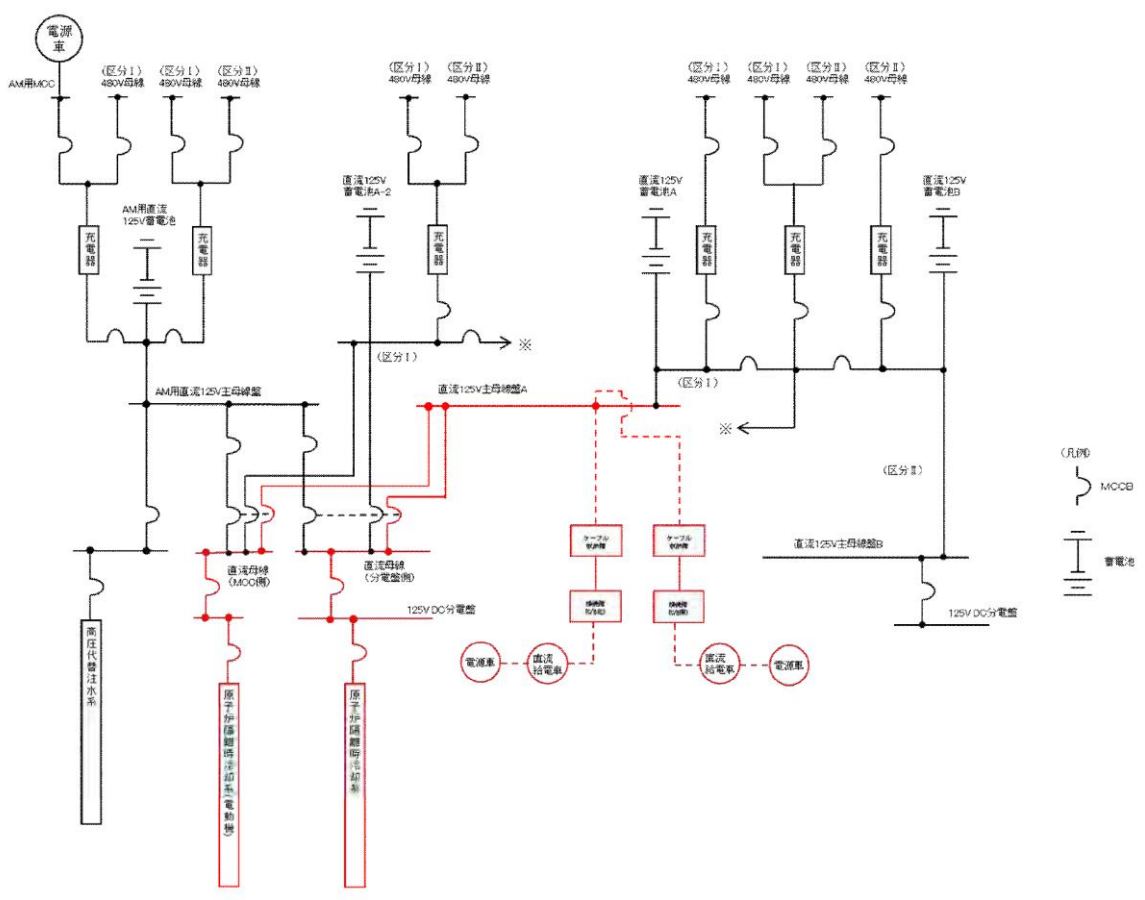 電源
車
AM用MCC
(区分Ⅰ)
480V母線
(区分Ⅰ)
480V母線
(区分Ⅱ)
480V母線
(区分Ⅰ)
480V母線
(区分Ⅱ)
480V母線
(区分Ⅰ)
480V母線
(区分Ⅰ)
480V母線
(区分Ⅱ)
480V母線
(区分Ⅱ)
480V母線
AM用直流
125V蓄電池
直流125V
蓄電池A-2
直流125V
蓄電池A
直流125V
蓄電池B
充電器
充電器
充電器
充電器
充電器
充電器
※
(区分Ⅰ)
AM用直流125V主母線盤
直流125V主母線盤A
(区分Ⅰ)
※
(区分Ⅱ)
(凡例)
MCCB
蓄電池
直流母線
(MCC側)
直流母線
(分電盤側)
ケーブル
ケーブル
直流125V主母線盤B
125V DC分電盤
125V DC分電盤
電源車
直流
給電車
直流
給電車
電源車
高圧代替注水系
原子炉隔離時冷却系(電動機)
原子炉隔離時冷却系